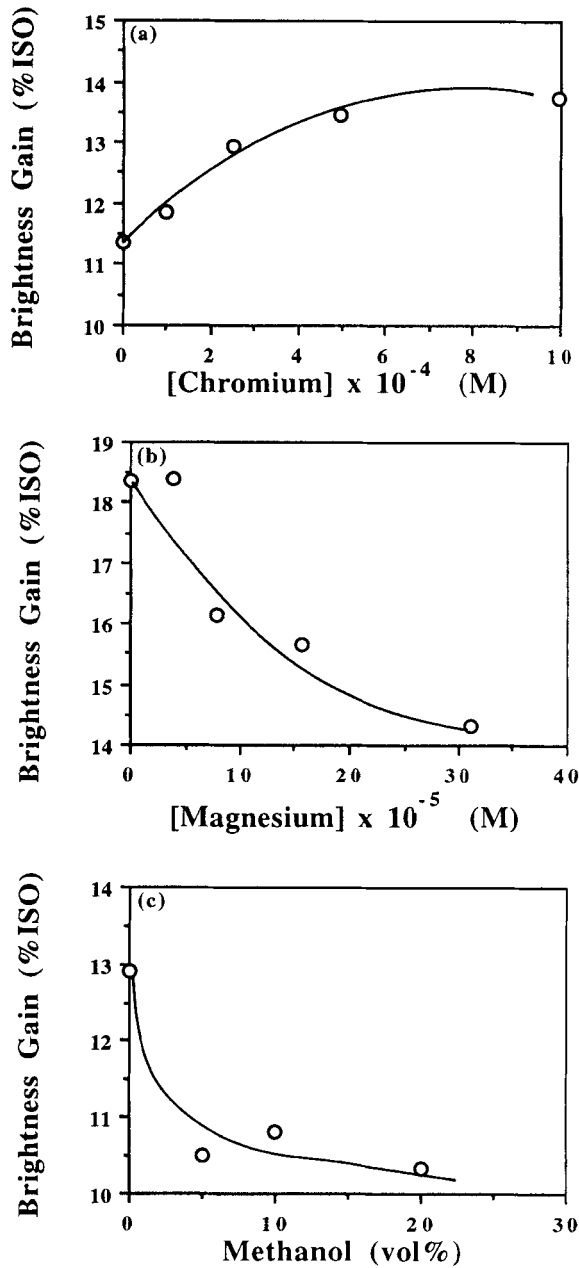 (a)
Brightness Gain (%ISO)
15
14
13
12
11
10
0 2 4 6 8 10
[Chromium] x 10-4 (M)
(b)
Brightness Gain (%ISO)
19
18
17
16
15
14
0 10 20 30 40
[Magnesium] x 10-5 (M)
(c)
Brightness Gain (%ISO)
14
13
12
11
10
0 10 20 30
Methanol (vol%)